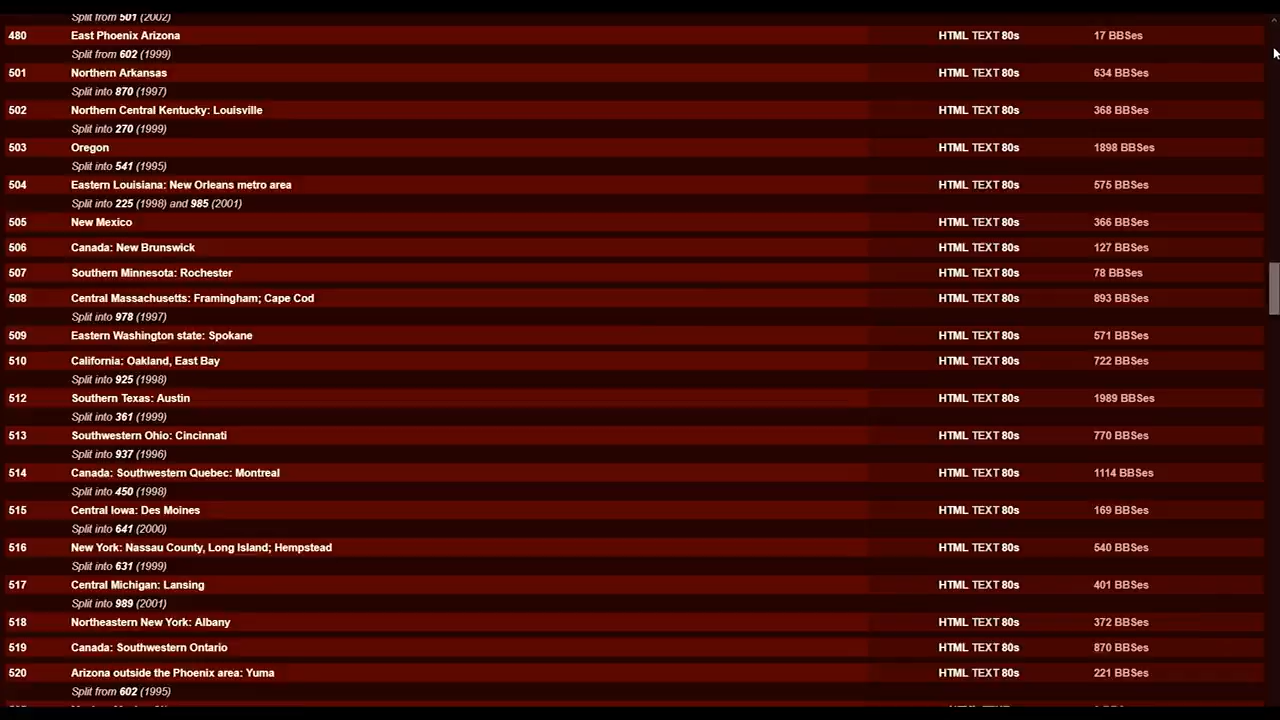 Split from 501 (2002)
480 East Phoenix Arizona HTML TEXT 80s 17 BBSes
Split from 602 (1999)
501 Northern Arkansas HTML TEXT 80s 634 BBSes
Split into 870 (1997)
502 Northern Central Kentucky: Louisville HTML TEXT 80s 368 BBSes
Split into 270 (1999)
503 Oregon HTML TEXT 80s 1898 BBSes
Split into 541 (1995)
504 Eastern Louisiana: New Orleans metro area HTML TEXT 80s 575 BBSes
Split into 225 (1998) and 985 (2001)
505 New Mexico HTML TEXT 80s 366 BBSes
506 Canada: New Brunswick HTML TEXT 80s 127 BBSes
507 Southern Minnesota: Rochester HTML TEXT 80s 78 BBSes
508 Central Massachusetts: Framingham; Cape Cod HTML TEXT 80s 893 BBSes
Split into 978 (1997)
509 Eastern Washington state: Spokane HTML TEXT 80s 571 BBSes
510 California: Oakland, East Bay HTML TEXT 80s 722 BBSes
Split into 925 (1998)
512 Southern Texas: Austin HTML TEXT 80s 1989 BBSes
Split into 361 (1999)
513 Southwestern Ohio: Cincinnati HTML TEXT 80s 770 BBSes
Split into 937 (1996)
514 Canada: Southwestern Quebec: Montreal HTML TEXT 80s 1114 BBSes
Split into 450 (1998)
515 Central Iowa: Des Moines HTML TEXT 80s 169 BBSes
Split into 641 (2000)
516 New York: Nassau County, Long Island; Hempstead HTML TEXT 80s 540 BBSes
Split into 631 (1999)
517 Central Michigan: Lansing HTML TEXT 80s 401 BBSes
Split into 989 (2001)
518 Northeastern New York: Albany HTML TEXT 80s 372 BBSes
519 Canada: Southwestern Ontario HTML TEXT 80s 870 BBSes
520 Arizona outside the Phoenix area: Yuma HTML TEXT 80s 221 BBSes
Split from 602 (1995)